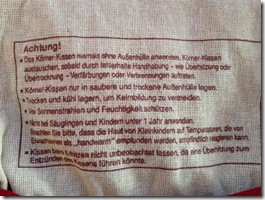 Achtung!
• Das Körner-Kissen niemals ohne Außenhülle anwenden. Körner-Kissen
austauschen, sobald durch fehlerhafte Handhabung - wie Überhitzung oder
Übertrocknung - Verfärbungen oder Verbrennungen auftreten.
• Körner-Kissen nur in saubere und trockene Außenhülle legen.
• Trocken und kühl lagern, um Keimbildung zu vermeiden.
• Vor Sonnenstrahlen und Feuchtigkeit schützen.
• Nicht bei Säuglingen und Kindern unter 1 Jahr anwenden.
Beachten Sie bitte, dass die Haut von Kleinkindern auf Temperaturen, die von
Erwachsenen als „handwarm" empfunden werden, empfindlich reagieren kann.
• Kissen beim nicht unbeobachtet lassen, da eine Überhitzung zum
Entzünden des Kissens führen könnte.